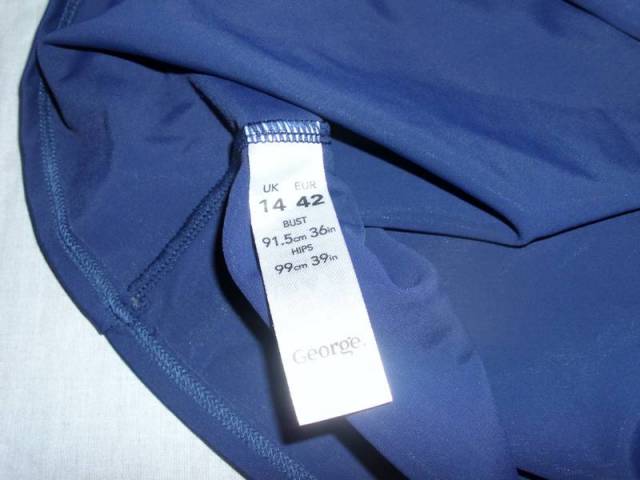 UK EUR
14 42
BUST
91.5cm 36in
HIPS
99cm 39in
George.